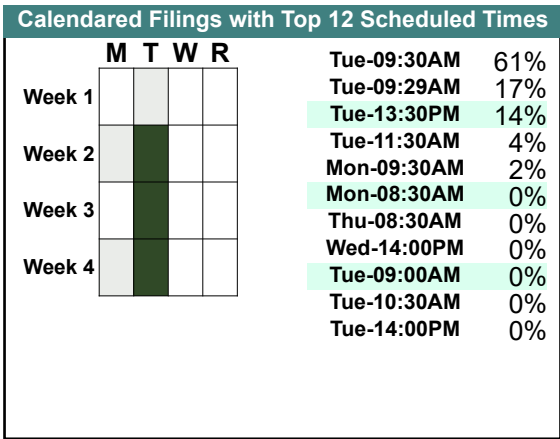 Calendared Filings with Top 12 Scheduled Times
M T W R
Week 1
Week 2
Week 3
Week 4
Tue-09:30AM 61%
Tue-09:29AM 17%
Tue-13:30PM 14%
Tue-11:30AM 4%
Mon-09:30AM 2%
Mon-08:30AM 0%
Thu-08:30AM 0%
Wed-14:00PM 0%
Tue-09:00AM 0%
Tue-10:30AM 0%
Tue-14:00PM 0%